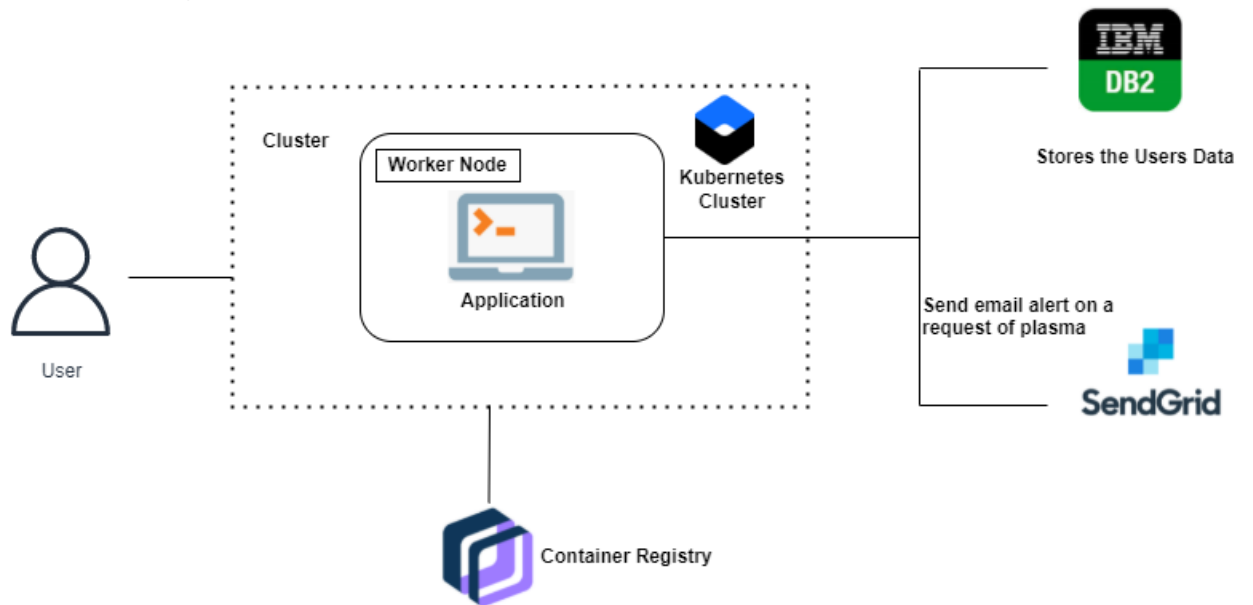 Cluster
Worker Node
Application
Kubernetes
Cluster
User
Container Registry
IBM
DB2
Stores the Users Data
Send email alert on a
request of plasma
SendGrid